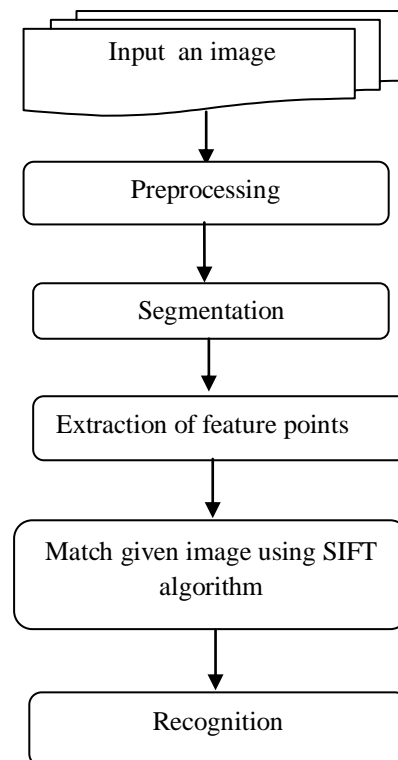 Input an image
Preprocessing
Segmentation
Extraction of feature points
Match given image using SIFT
algorithm
Recognition